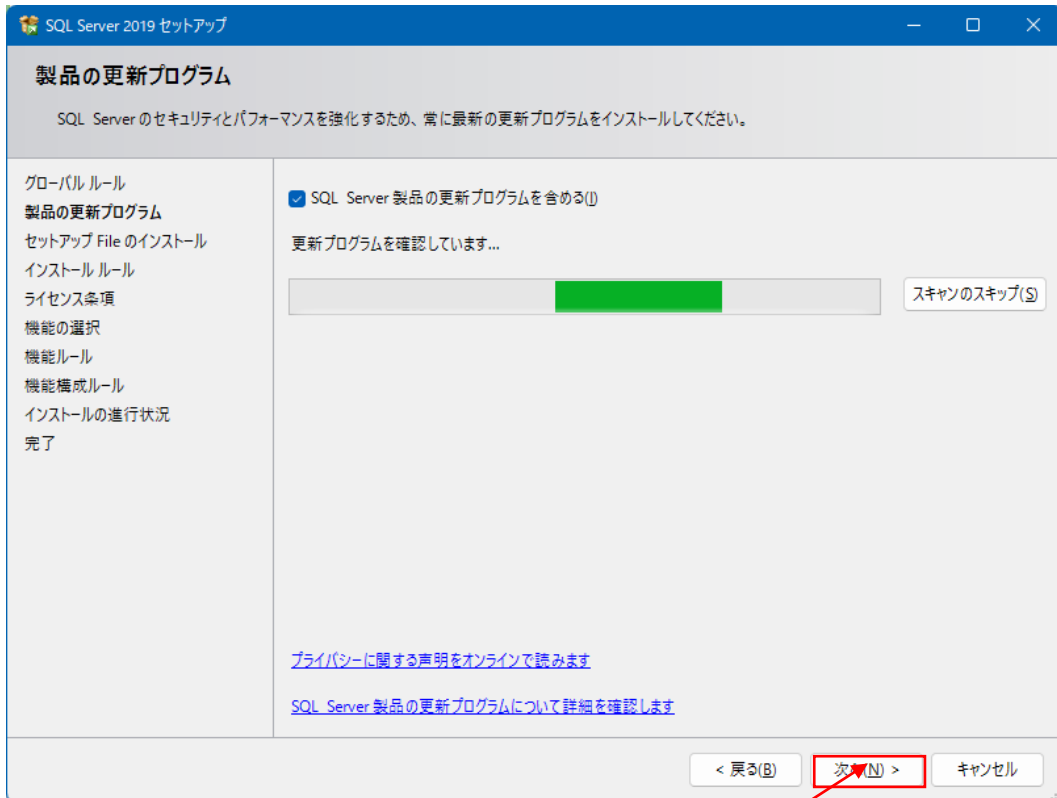 SQL Server 2019 セットアップ
製品の更新プログラム
SQL Server のセキュリティとパフォーマンスを強化するため、常に最新の更新プログラムをインストールしてください。
グローバル ルール
製品の更新プログラム
セットアップ File のインストール
インストール ルール
ライセンス条項
機能の選択
機能ルール
機能構成ルール
インストールの進行状況
完了
SQL Server 製品の更新プログラムを含める(I)
更新プログラムを確認しています...
スキャンのスキップ(S)
プライバシーに関する声明をオンラインで読みます
SQL Server 製品の更新プログラムについて詳細を確認します
< 戻る(B)
次へ(N) >
キャンセル